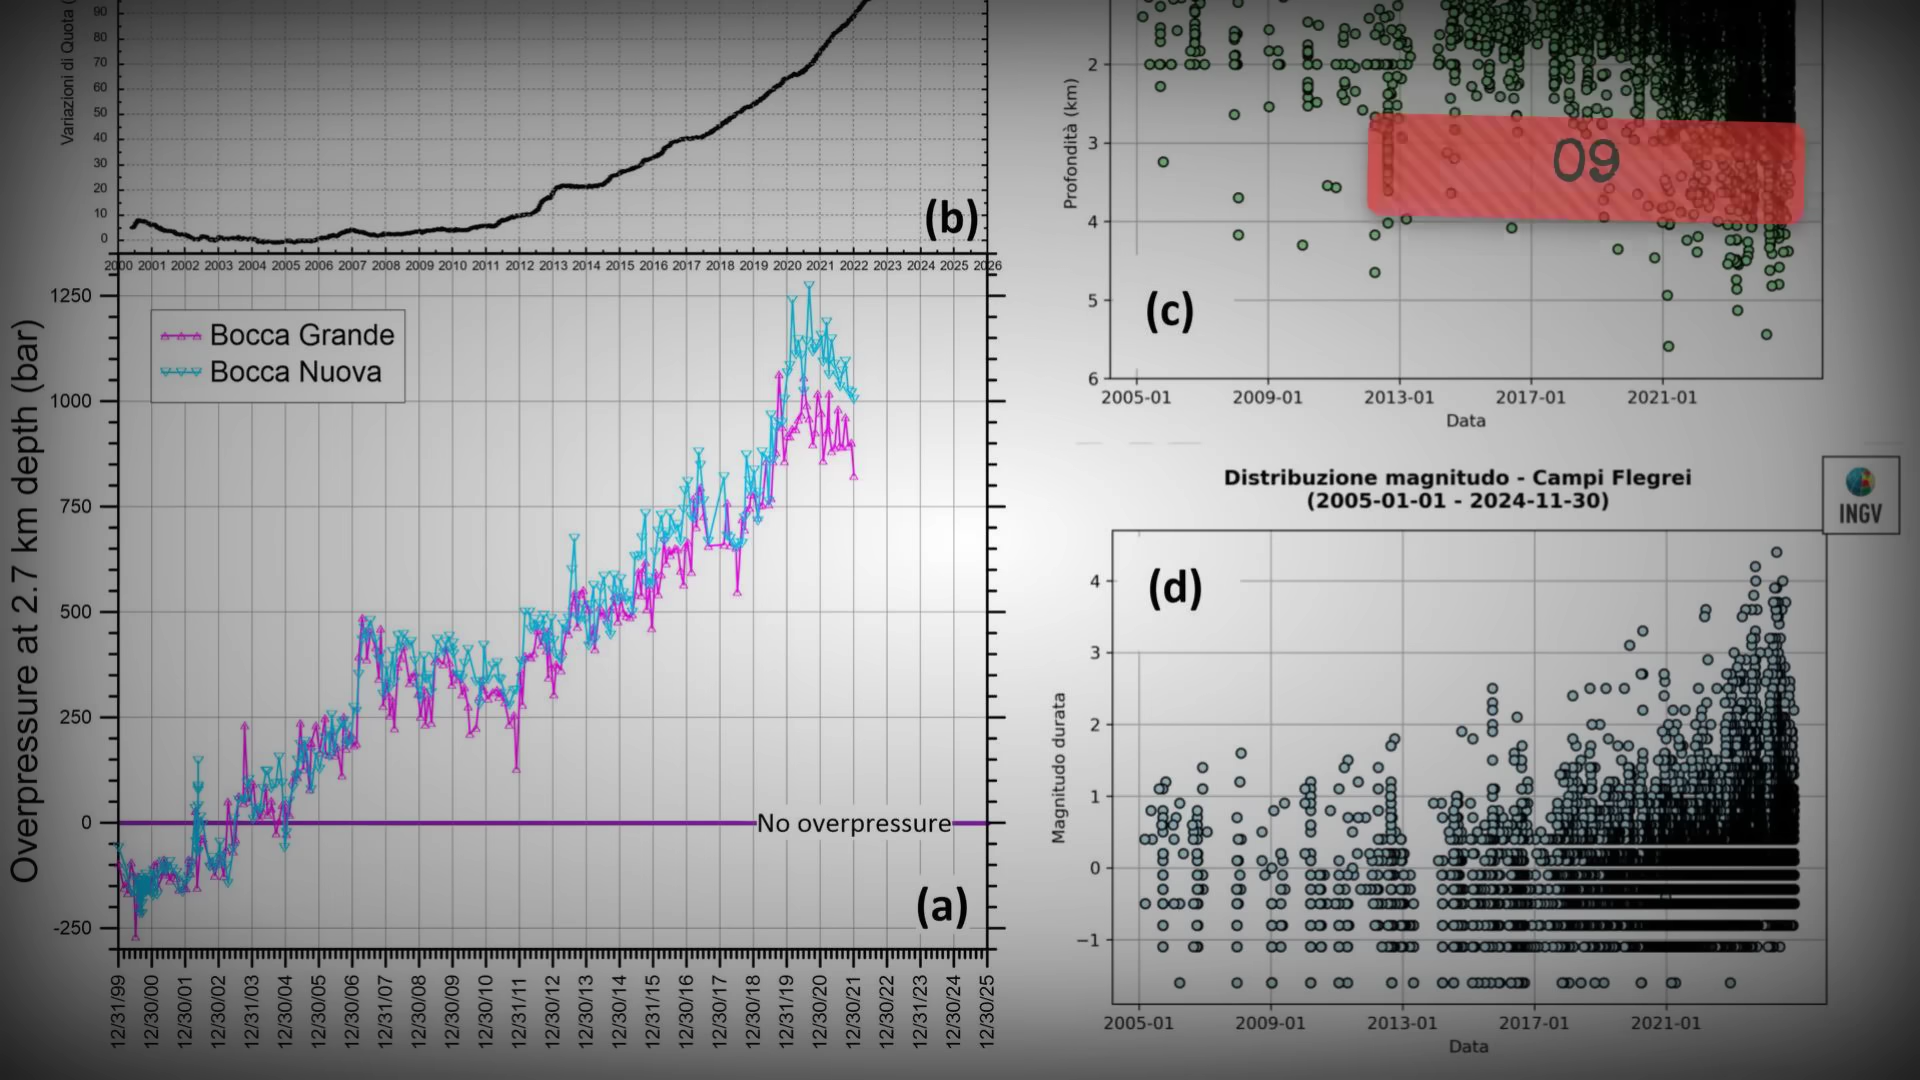 Variazioni di Quota (
90
80
70
60
50
40
30
20
10
0
(b)
2000 2001 2002 2003 2004 2005 2006 2007 2008 2009 2010 2011 2012 2013 2014 2015 2016 2017 2018 2019 2020 2021 2022 2023 2024 2025 2026
Overpressure at 2.7 km depth (bar)
1250
1000
750
500
250
0
-250
Bocca Grande
Bocca Nuova
No overpressure
(a)
12/31/99 12/30/00 12/30/01 12/30/02 12/31/03 12/30/04 12/30/05 12/30/06 12/31/07 12/30/08 12/30/09 12/30/10 12/31/11 12/30/12 12/30/13 12/30/14 12/31/15 12/30/16 12/30/17 12/30/18 12/31/19 12/30/20 12/30/21 12/30/22 12/31/23 12/30/24 12/30/25
Profondità (km)
2
3
4
5
6
09
(c)
2005-01 2009-01 2013-01 2017-01 2021-01
Data
Distribuzione magnitudo - Campi Flegrei
(2005-01-01 - 2024-11-30)
INGV
Magnitudo durata
4
3
2
1
0
−1
(d)
2005-01 2009-01 2013-01 2017-01 2021-01
Data